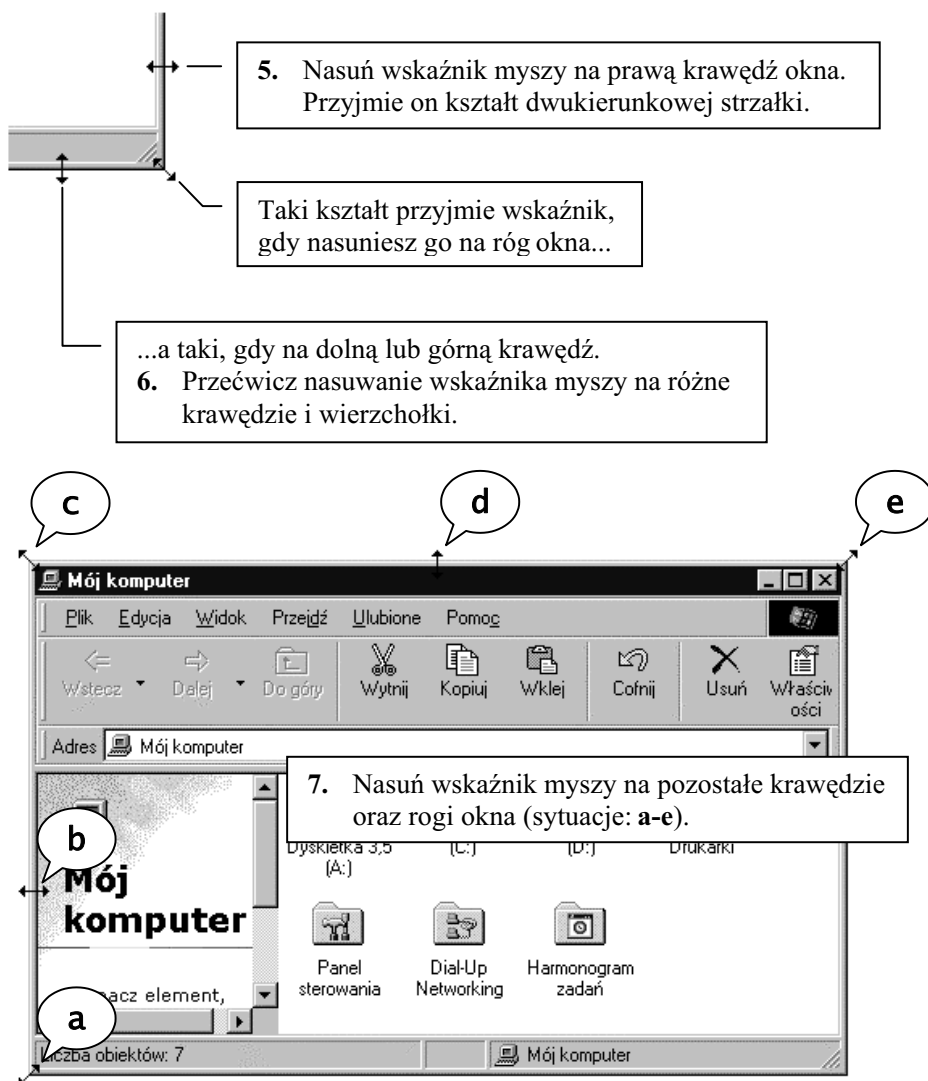 5. Nasuń wskaźnik myszy na prawą krawędź okna.
Przyjmie on kształt dwukierunkowej strzałki.
Taki kształt przyjmie wskaźnik,
gdy nasuniesz go na róg okna...
...a taki, gdy na dolną lub górną krawędź.
6. Przećwicz nasuwanie wskaźnika myszy na różne
krawędzie i wierzchołki.
c d e
Mój komputer
Plik Edycja Widok Przejdź Ulubione Pomoc
Wstecz Dalej Do góry Wytnij Kopiuj Wklej Cofnij Usuń Właściw
ości
Adres Mój komputer
7. Nasuń wskaźnik myszy na pozostałe krawędzie
oraz rogi okna (sytuacje: a-e).
b
Dyskietka 3,5 (C:) (D:) Drukarki
(A:)
Mój
komputer
Panel Dial-Up Harmonogram
sterowania Networking zadań
element,
a
Liczba obiektów: 7 Mój komputer